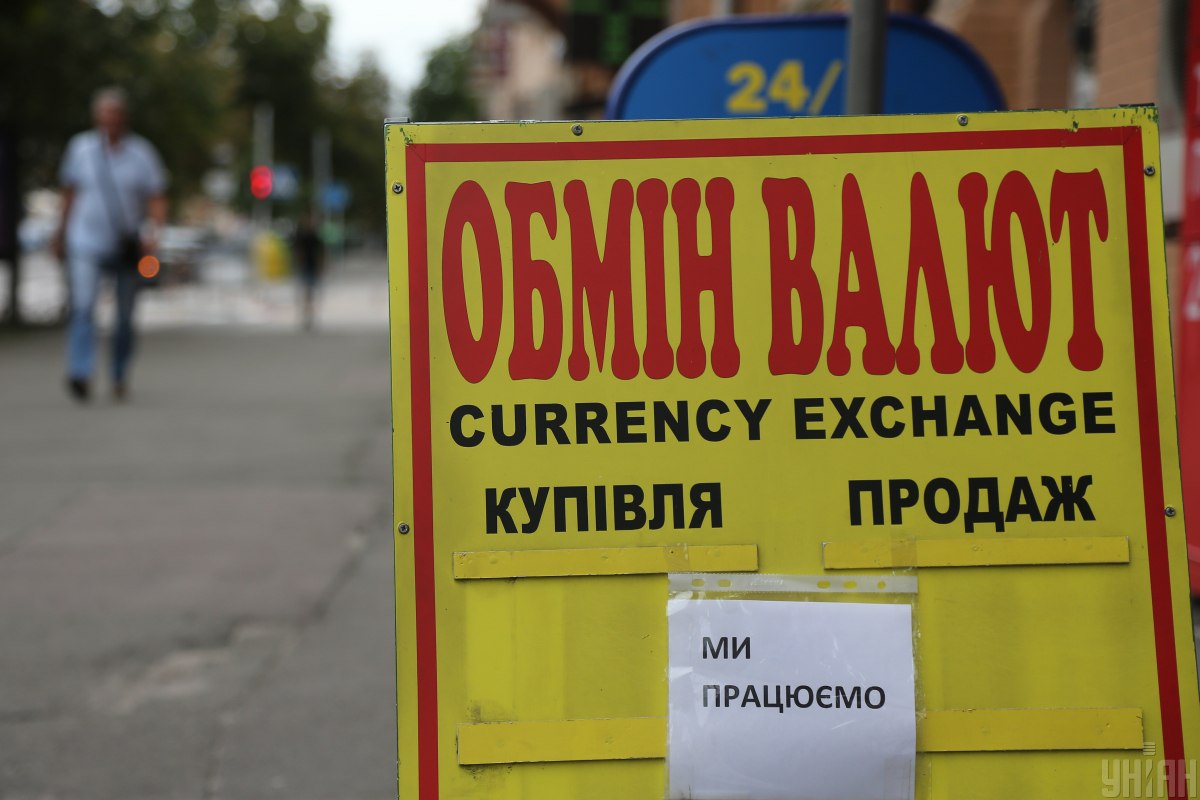 24/
ОБМІН ВАЛЮТ
CURRENCY EXCHANGE
КУПІВЛЯ ПРОДАЖ
МИ
ПРАЦЮЄМО
УНІАН